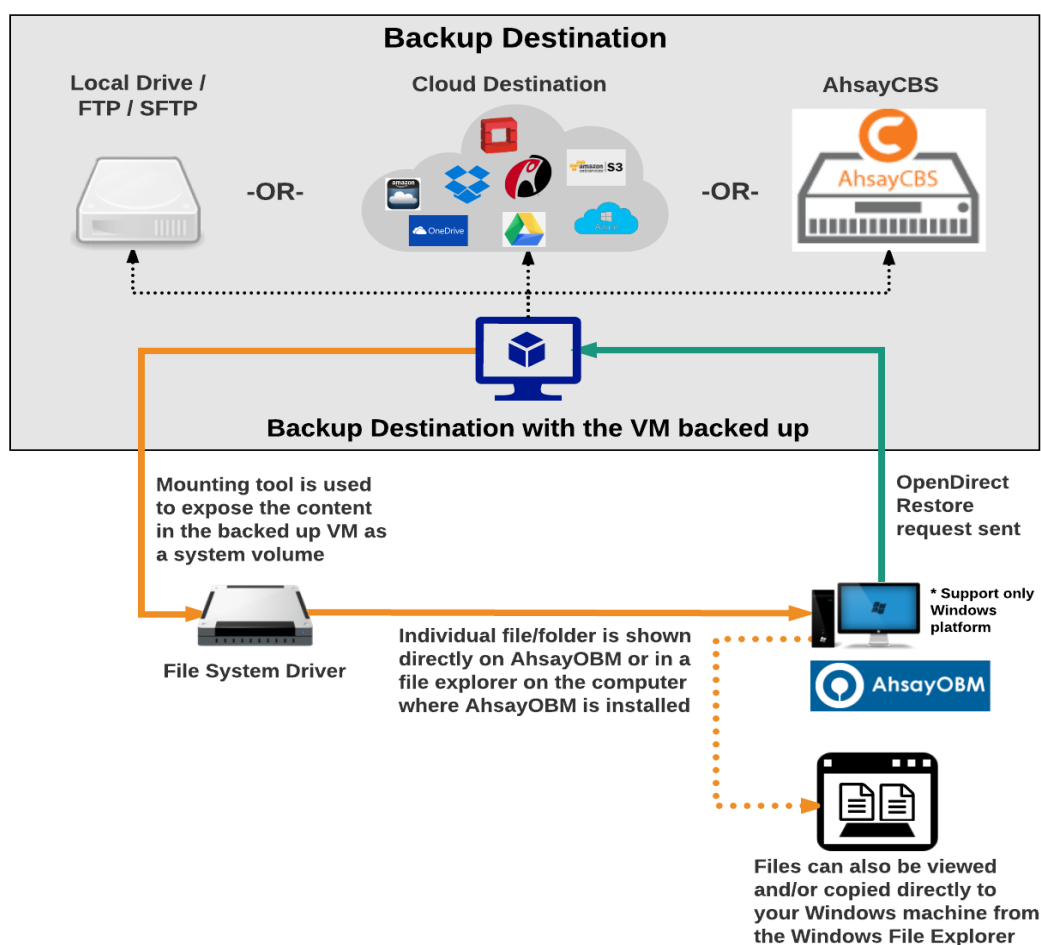 Backup Destination
Local Drive /
FTP / SFTP
Cloud Destination
AhsayCBS
-OR-
-OR-
amazon
amazon
webservices
S3
OneDrive
Azure
AhsayCBS
Backup Destination with the VM backed up
Mounting tool is used
to expose the content
in the backed up VM as
a system volume
OpenDirect
Restore
request sent
* Support only
Windows
platform
File System Driver
Individual file/folder is shown
directly on AhsayOBM or in a
file explorer on the computer
where AhsayOBM is installed
AhsayOBM
Files can also be viewed
and/or copied directly to
your Windows machine from
the Windows File Explorer